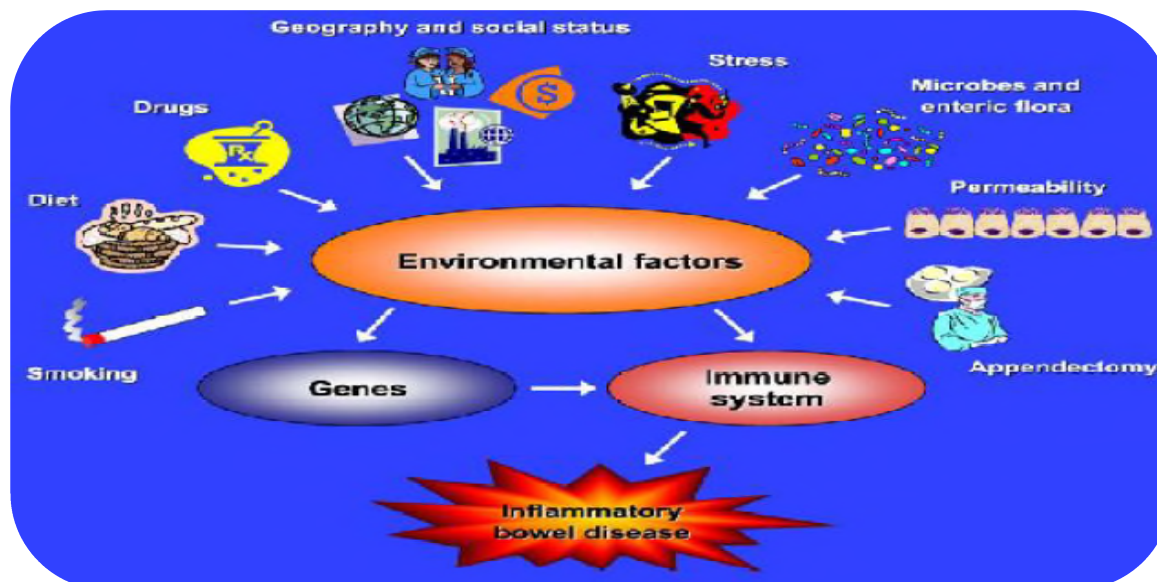 Geography and social status
Stress
Microbes and
enteric flora
Drugs
Rx
$
Permeability
Diet
Environmental factors
Smoking
Genes
Immune
system
Appendectomy
Inflammatory
bowel disease